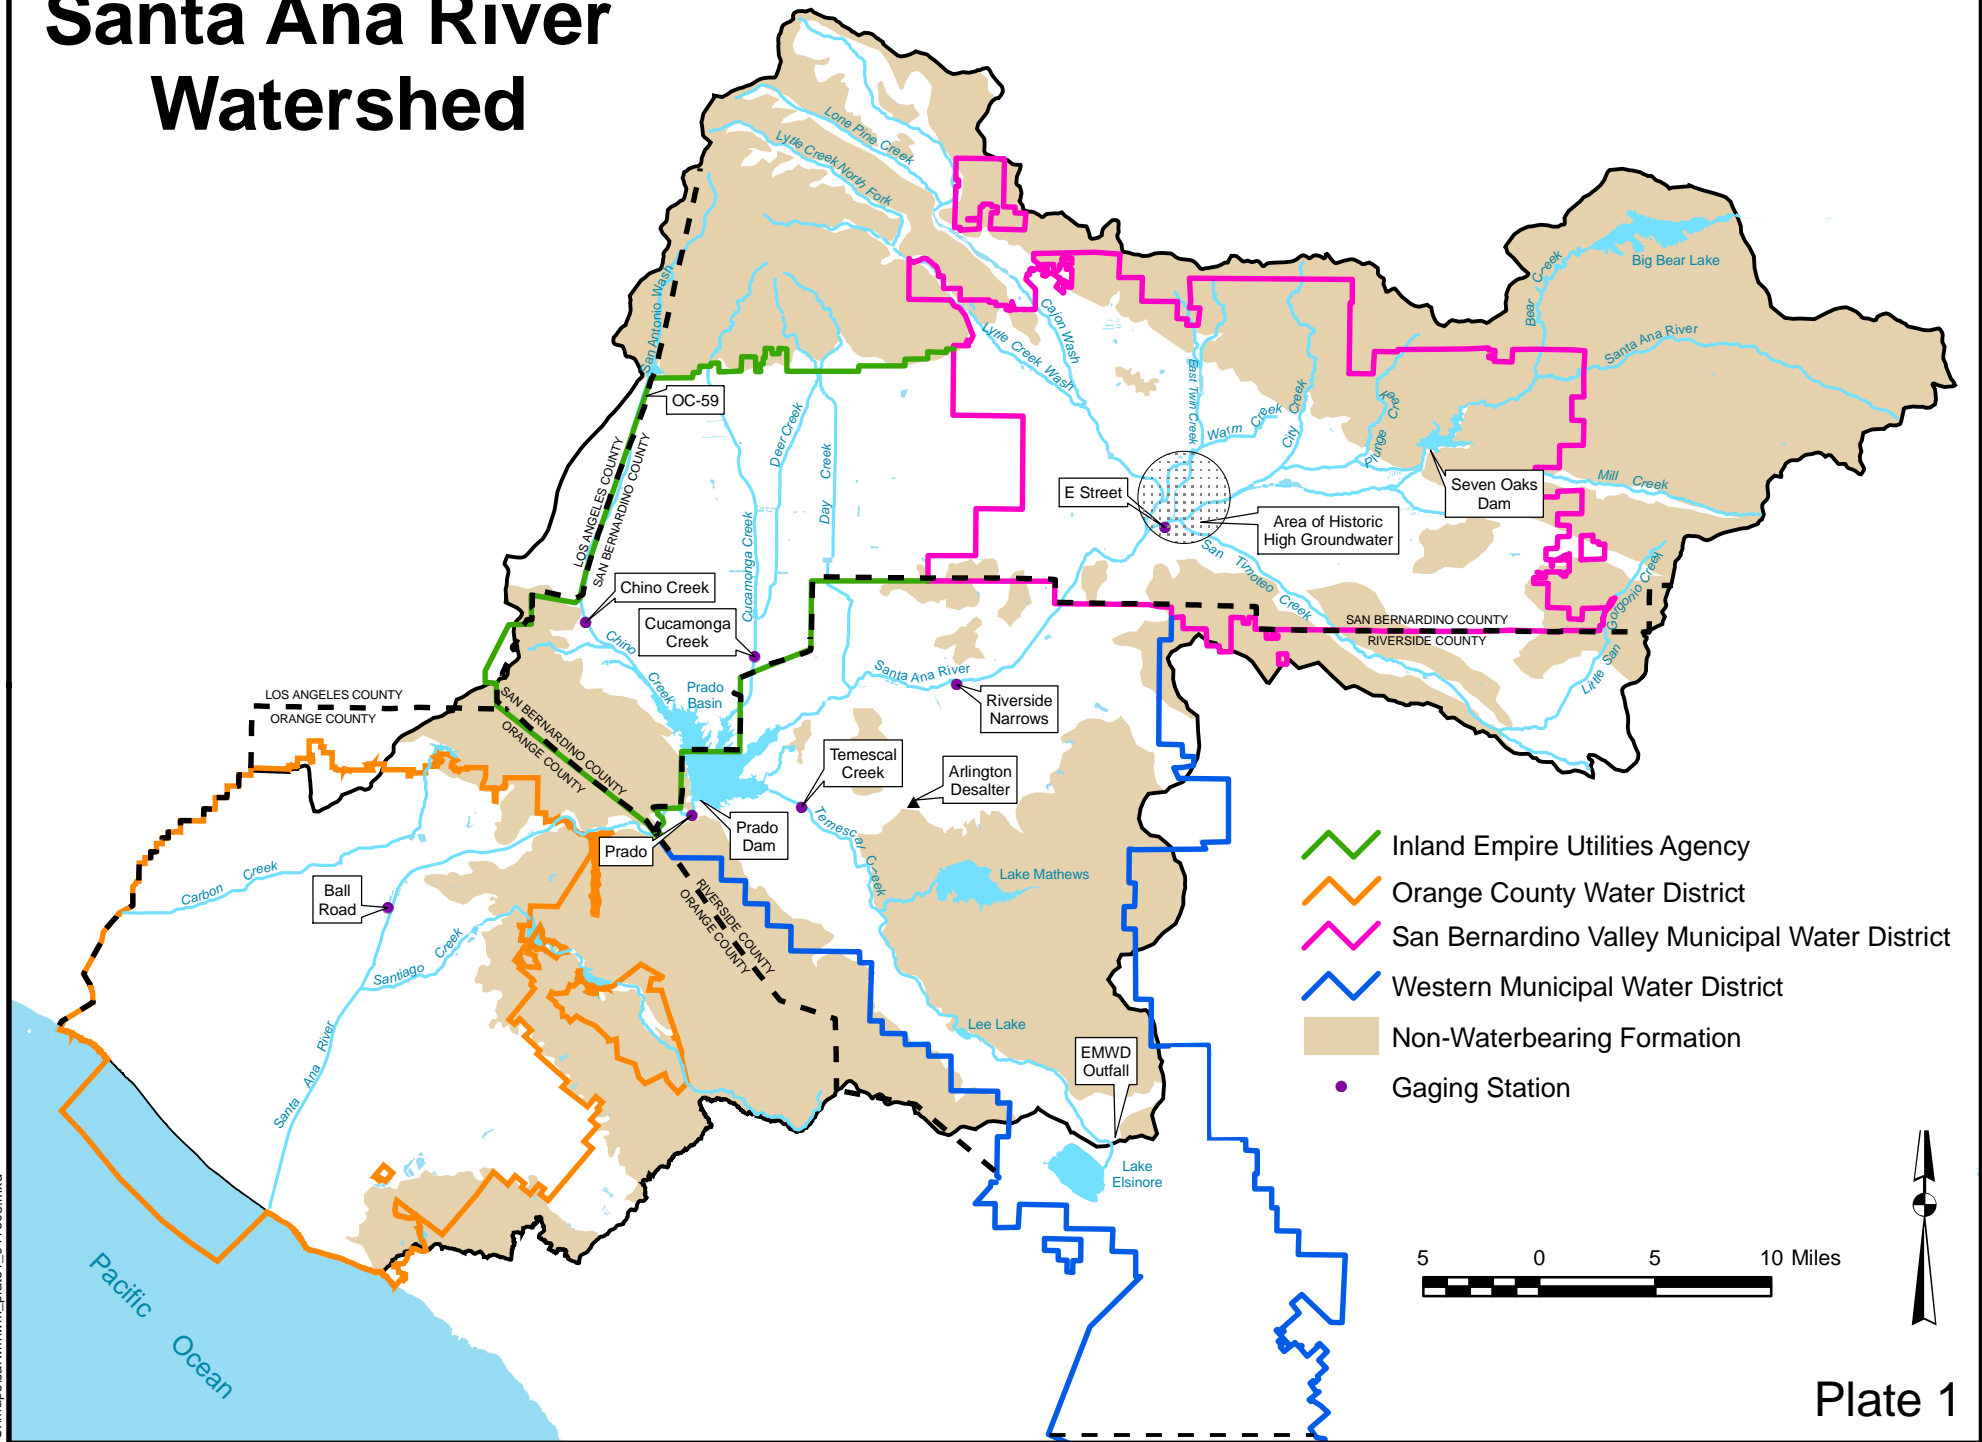 Santa Ana River
Watershed
Lone Pine Creek
Lytle Creek North Fork
San Antonio Wash
Cajon Wash
Lytle Creek Wash
East Twin Creek
Warm Creek
City Creek
Plunge Creek
Bear Creek
Big Bear Lake
Santa Ana River
Mill Creek
Seven Oaks
Dam
OC-59
LOS ANGELES COUNTY
SAN BERNARDINO COUNTY
Deer Creek
Day Creek
Cucamonga Creek
E Street
Area of Historic
High Groundwater
San Timoteo Creek
Little San Gorgonio Creek
SAN BERNARDINO COUNTY
RIVERSIDE COUNTY
Chino Creek
Cucamonga
Creek
Chino Creek
Prado
Basin
Santa Ana River
Riverside
Narrows
LOS ANGELES COUNTY
ORANGE COUNTY
SAN BERNARDINO COUNTY
ORANGE COUNTY
Temescal
Creek
Arlington
Desalter
Prado
Dam
Prado
Temescal Creek
Lake Mathews
Carbon Creek
Ball
Road
Santiago Creek
RIVERSIDE COUNTY
ORANGE COUNTY
Lee Lake
EMWD
Outfall
Santa Ana River
Lake
Elsinore
Pacific Ocean
Inland Empire Utilities Agency
Orange County Water District
San Bernardino Valley Municipal Water District
Western Municipal Water District
Non-Waterbearing Formation
Gaging Station
5 0 5 10 Miles
Plate 1